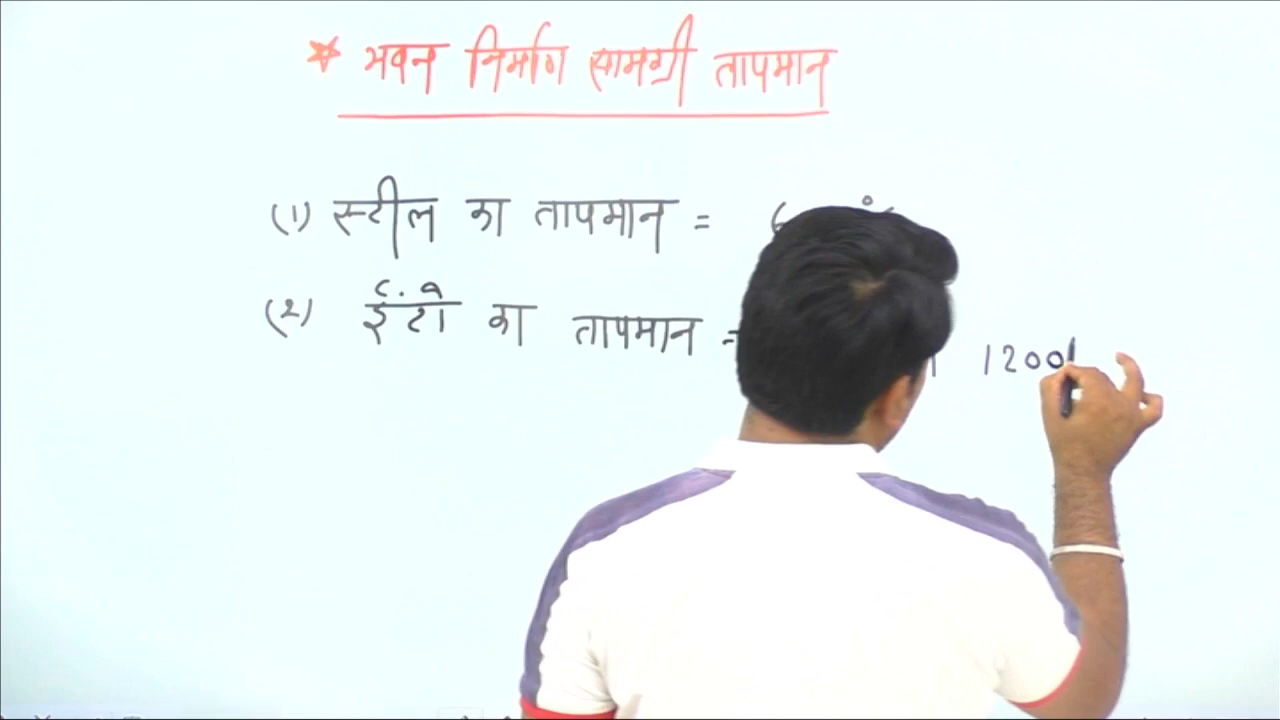 * भवन निर्माण सामग्री तापमान
(1) स्टील का तापमान =
(2) ईंटों का तापमान = 1200